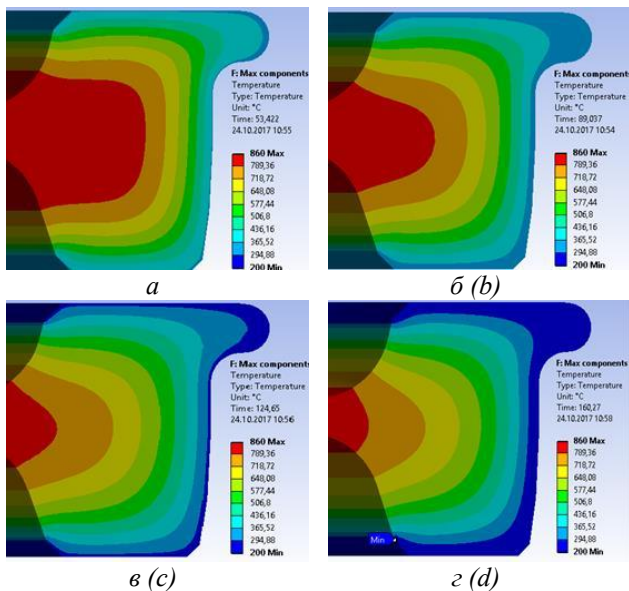 F: Max components
Temperature
Type: Temperature
Unit: °C
Time: 53,422
24.10.2017 10:55
860 Max
789,36
718,72
648,08
577,44
506,8
436,16
365,52
294,88
200 Min
a
F: Max components
Temperature
Type: Temperature
Unit: °C
Time: 89,037
24.10.2017 10:54
860 Max
789,36
718,72
648,08
577,44
506,8
436,16
365,52
294,88
200 Min
б (b)
F: Max components
Temperature
Type: Temperature
Unit: °C
Time: 124,65
24.10.2017 10:56
860 Max
789,36
718,72
648,08
577,44
506,8
436,16
365,52
294,88
200 Min
в (c)
F: Max components
Temperature
Type: Temperature
Unit: °C
Time: 160,27
24.10.2017 10:58
860 Max
789,36
718,72
648,08
577,44
506,8
436,16
365,52
294,88
200 Min
Min
г (d)